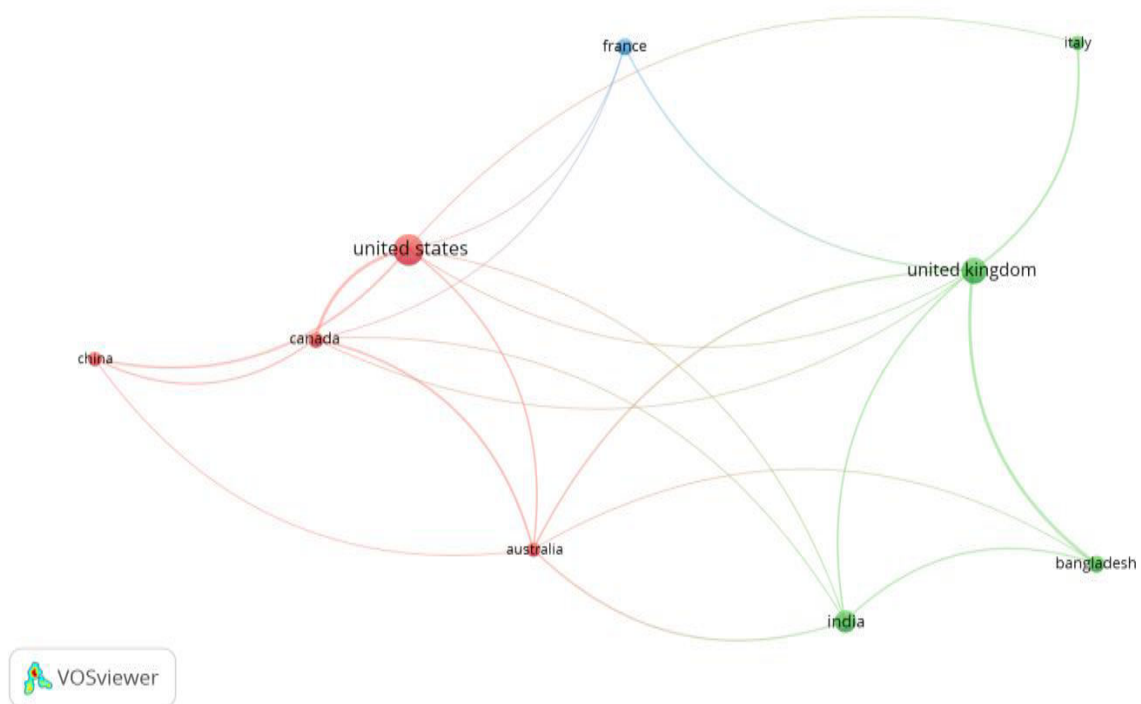 france
italy
united states
united kingdom
canada
china
australia
bangladesh
india
VOSviewer